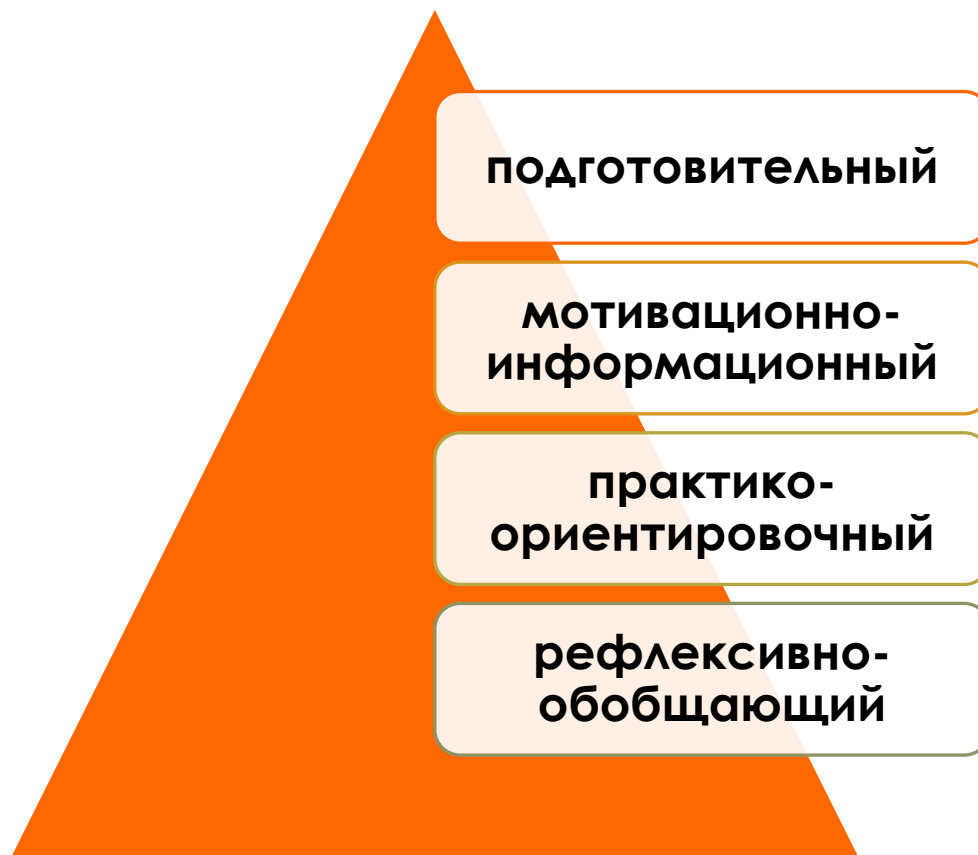 подготовительный
мотивационно-
информационный
практико-
ориентировочный
рефлексивно-
обобщающий